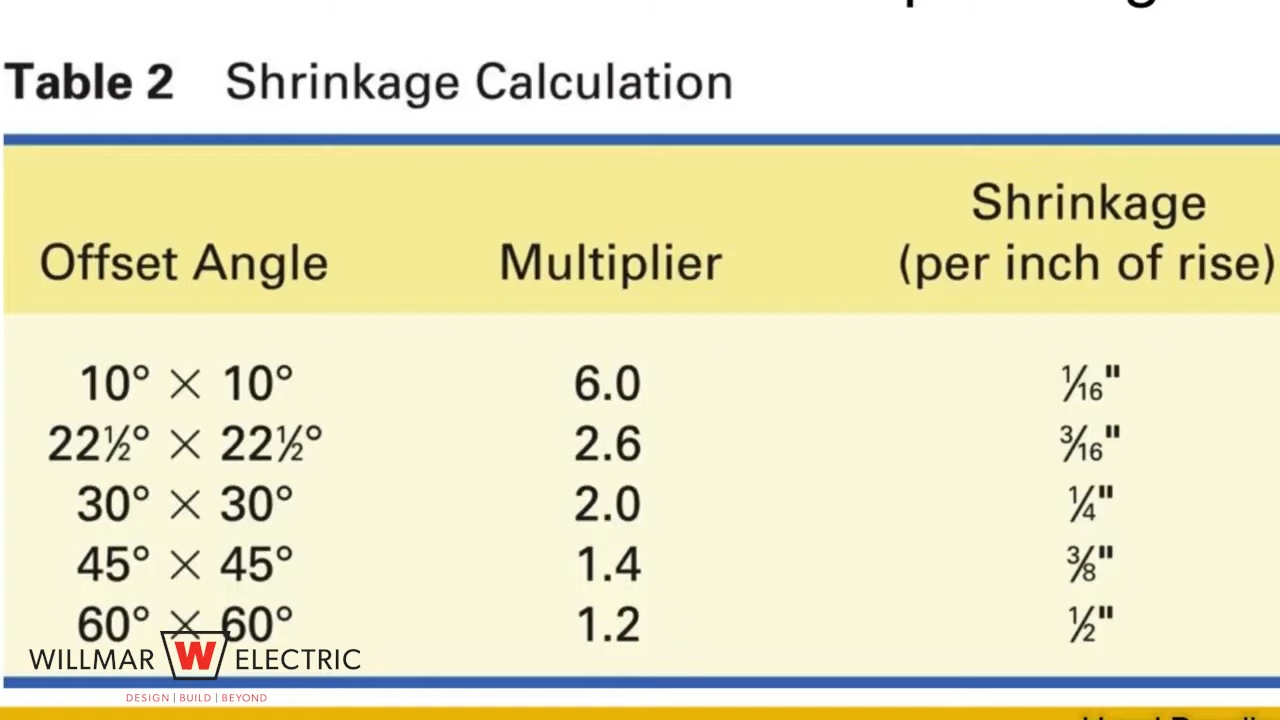 Table 2 Shrinkage Calculation
Shrinkage
Offset Angle Multiplier (per inch of rise)
10° × 10° 6.0 1/16"
22½° × 22½° 2.6 3/16"
30° × 30° 2.0 ¼"
45° × 45° 1.4 ⅜"
60° × 60° 1.2 ½"
WILLMAR W ELECTRIC
DESIGN | BUILD | BEYOND